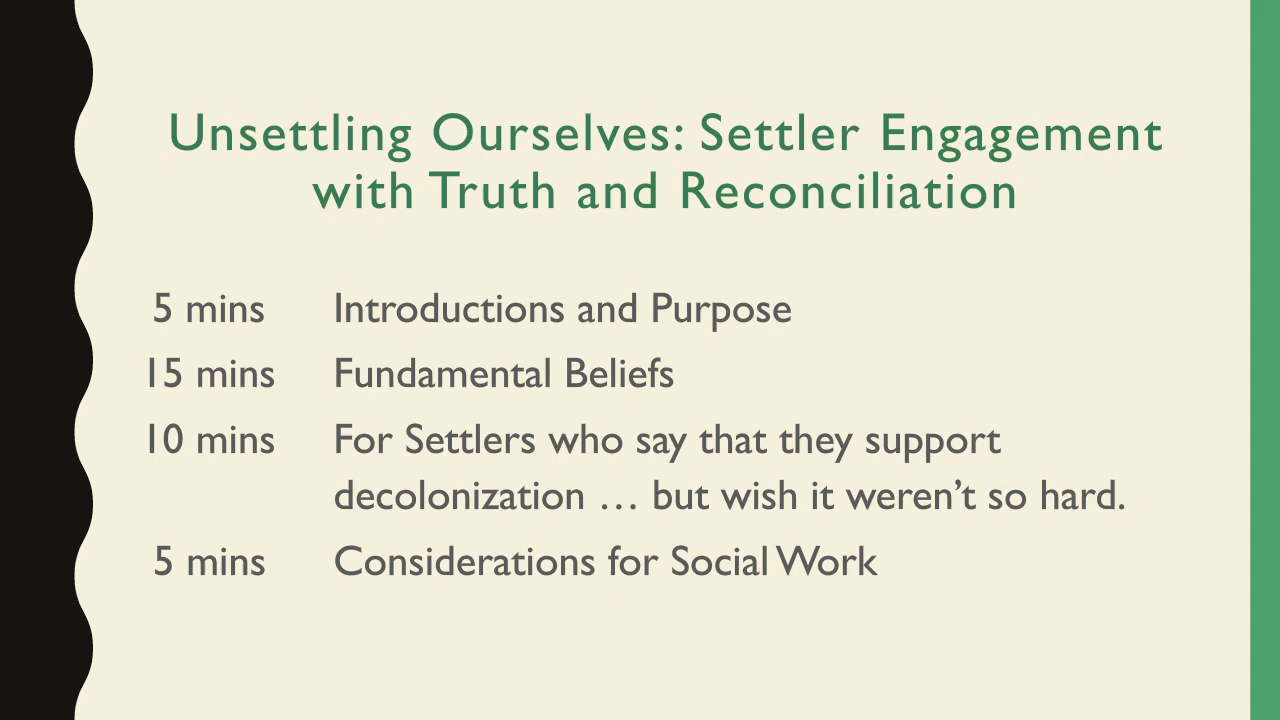 Unsettling Ourselves: Settler Engagement
with Truth and Reconciliation
5 mins Introductions and Purpose
15 mins Fundamental Beliefs
10 mins For Settlers who say that they support
decolonization … but wish it weren’t so hard.
5 mins Considerations for Social Work